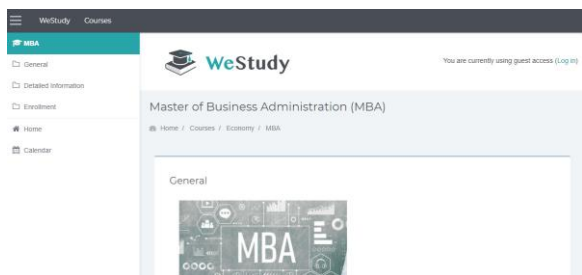 WeStudy Courses
MBA
General
Detailed Information
Enrollment
Home
Calendar
WeStudy
You are currently using guest access (Log in)
Master of Business Administration (MBA)
Home / Courses / Economy / MBA
General
MBA